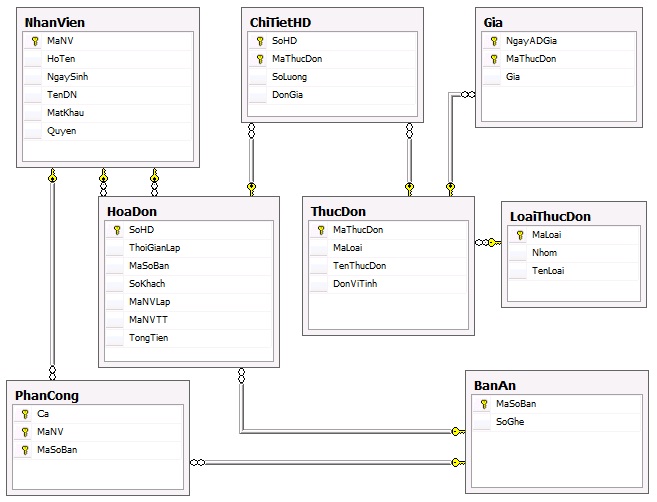 NhanVien
MaNV
HoTen
NgaySinh
TenDN
MatKhau
Quyen
ChiTietHD
SoHD
MaThucDon
SoLuong
DonGia
Gia
NgayADGia
MaThucDon
Gia
HoaDon
SoHD
ThoiGianLap
MaSoBan
SoKhach
MaNVLap
MaNVTT
TongTien
ThucDon
MaThucDon
MaLoai
TenThucDon
DonViTinh
LoaiThucDon
MaLoai
Nhom
TenLoai
PhanCong
Ca
MaNV
MaSoBan
BanAn
MaSoBan
SoGhe